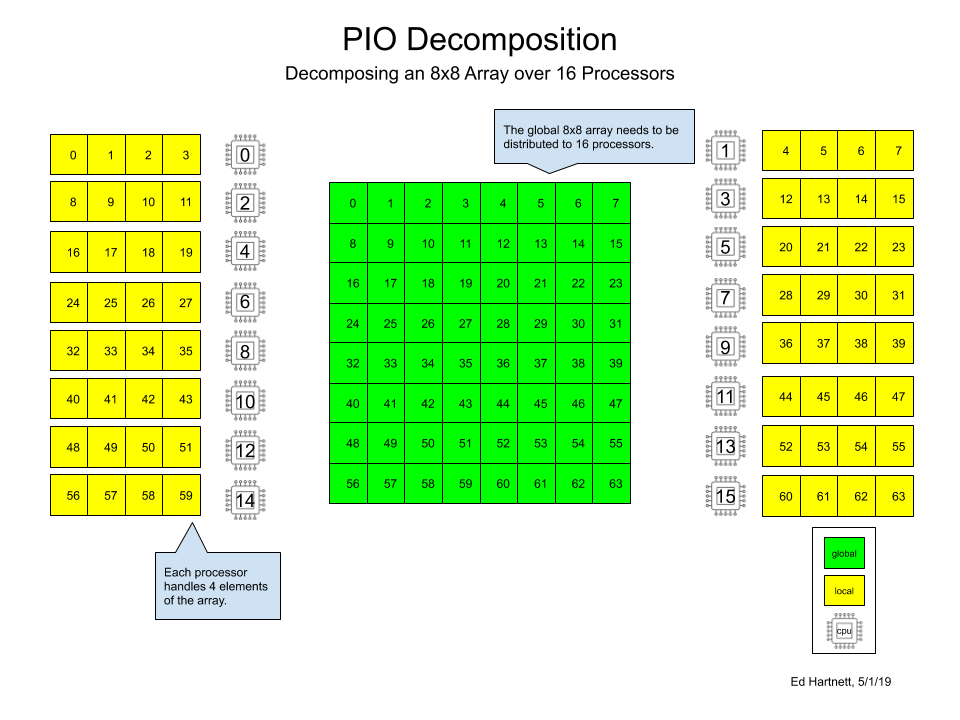 PIO Decomposition
Decomposing an 8x8 Array over 16 Processors
The global 8x8 array needs to be
distributed to 16 processors.
0 1 2 3
0
8 9 10 11
2
16 17 18 19
4
24 25 26 27
6
32 33 34 35
8
40 41 42 43
10
48 49 50 51
12
56 57 58 59
14
0 1 2 3 4 5 6 7
8 9 10 11 12 13 14 15
16 17 18 19 20 21 22 23
24 25 26 27 28 29 30 31
32 33 34 35 36 37 38 39
40 41 42 43 44 45 46 47
48 49 50 51 52 53 54 55
56 57 58 59 60 61 62 63
1
4 5 6 7
3
12 13 14 15
5
20 21 22 23
7
28 29 30 31
9
36 37 38 39
11
44 45 46 47
13
52 53 54 55
15
60 61 62 63
Each processor
handles 4 elements
of the array.
global
local
cpu
Ed Hartnett, 5/1/19